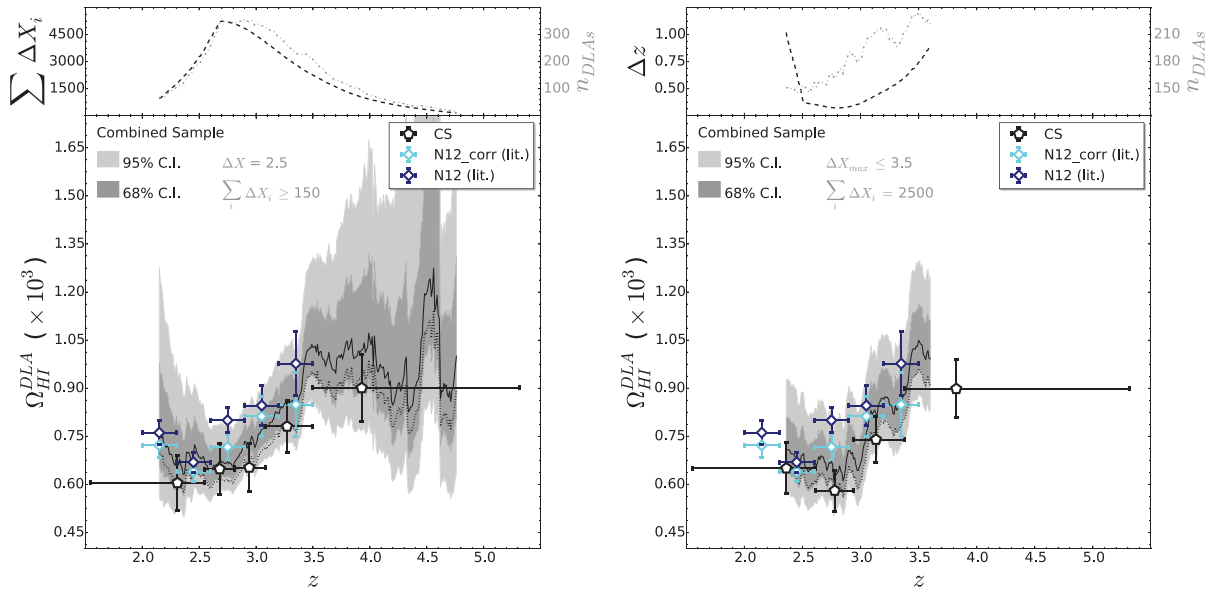 ∑ ΔX_i
4500
3000
1500
300
200
100
n_DLAs
Combined Sample
95% C.I.
68% C.I.
ΔX = 2.5
∑_i ΔX_i ≥ 150
CS
N12_corr (lit.)
N12 (lit.)
Ω_HI^DLA (× 10^3)
1.65
1.50
1.35
1.20
1.05
0.90
0.75
0.60
0.45
2.0 2.5 3.0 3.5 4.0 4.5 5.0
z
Δz
1.00
0.75
0.50
210
180
150
n_DLAs
Combined Sample
95% C.I.
68% C.I.
ΔX_max ≤ 3.5
∑_i ΔX_i = 2500
CS
N12_corr (lit.)
N12 (lit.)
Ω_HI^DLA (× 10^3)
1.65
1.50
1.35
1.20
1.05
0.90
0.75
0.60
0.45
2.0 2.5 3.0 3.5 4.0 4.5 5.0
z